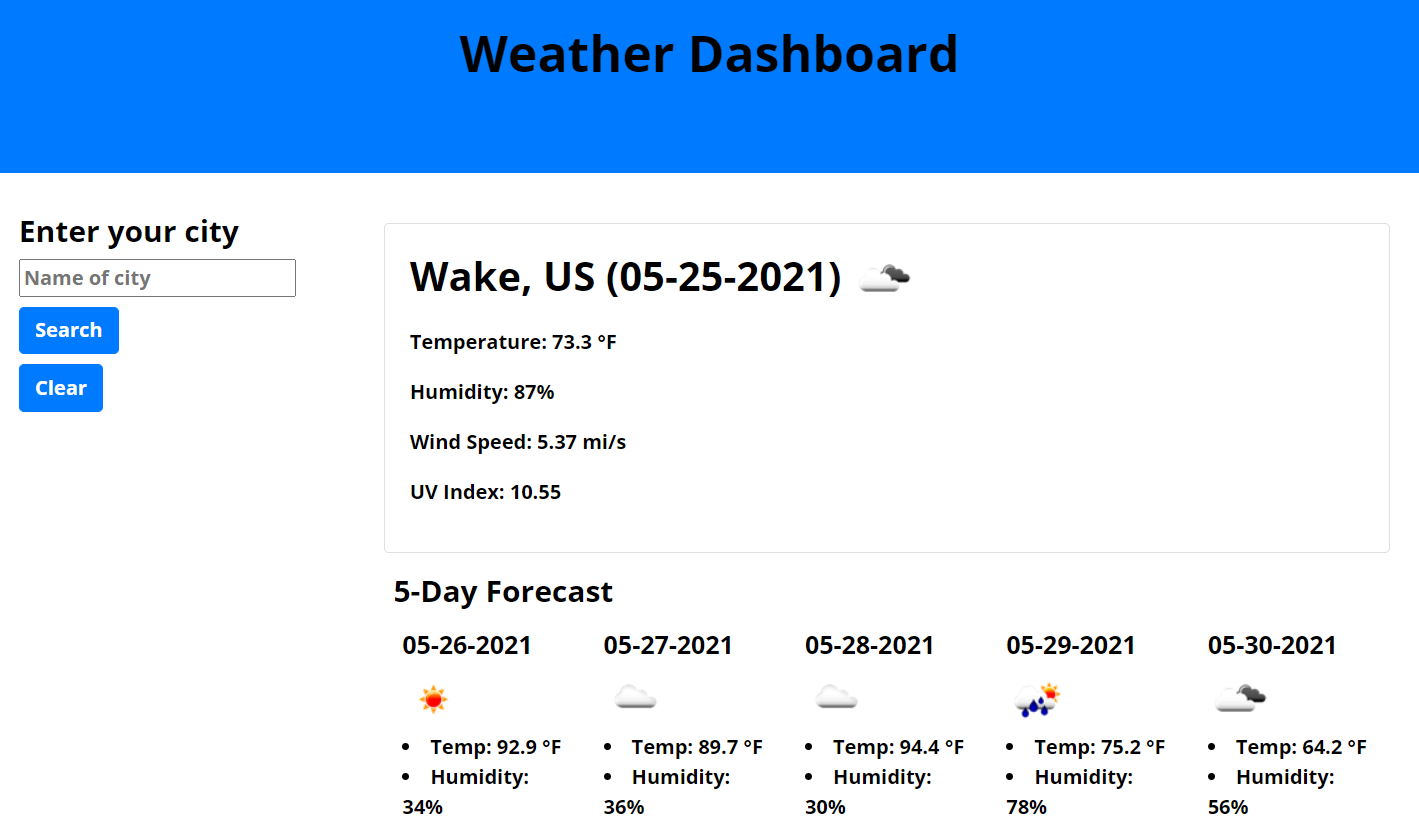 Weather Dashboard
Enter your city
Name of city
Search
Clear
Wake, US (05-25-2021)
Temperature: 73.3 °F
Humidity: 87%
Wind Speed: 5.37 mi/s
UV Index: 10.55
5-Day Forecast
05-26-2021
Temp: 92.9 °F
Humidity:
34%
05-27-2021
Temp: 89.7 °F
Humidity:
36%
05-28-2021
Temp: 94.4 °F
Humidity:
30%
05-29-2021
Temp: 75.2 °F
Humidity:
78%
05-30-2021
Temp: 64.2 °F
Humidity:
56%